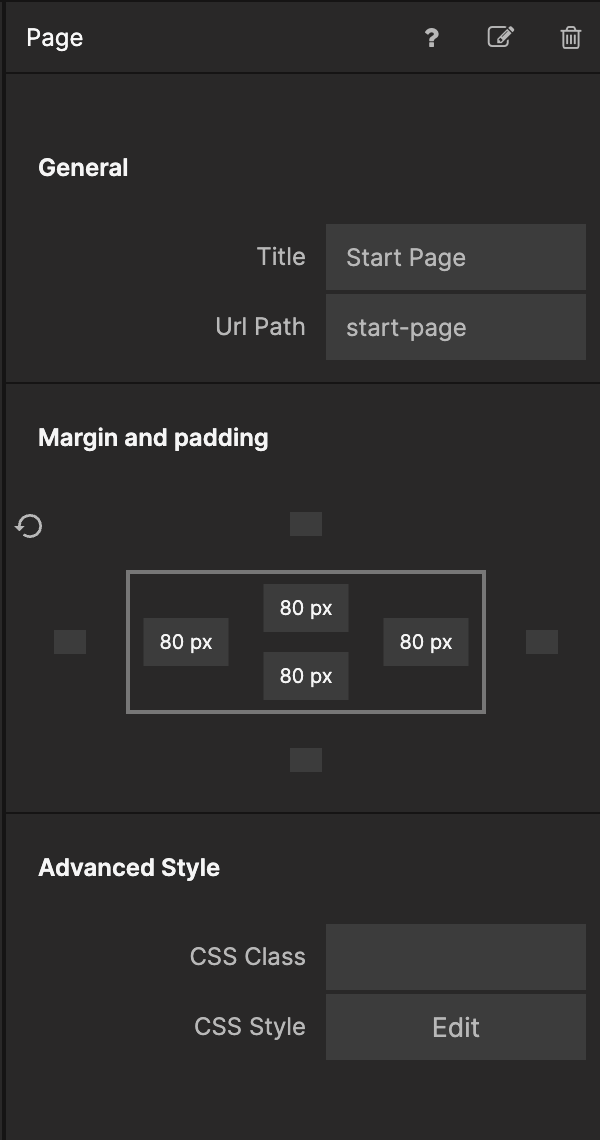 Page ?
General
Title Start Page
Url Path start-page
Margin and padding
80 px
80 px 80 px
80 px
Advanced Style
CSS Class
CSS Style Edit